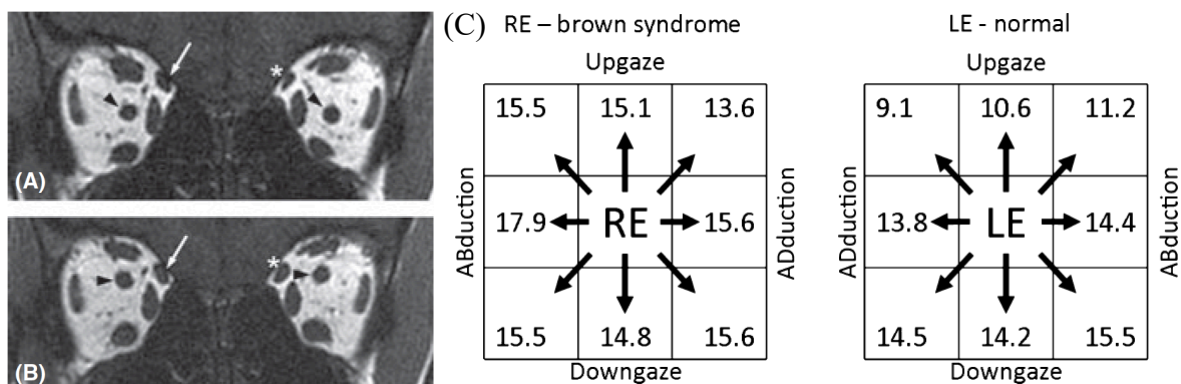 (A)
*
(B)
*
(C) RE – brown syndrome
Upgaze
15.5 15.1 13.6
ABduction
17.9 RE 15.6
ADduction
15.5 14.8 15.6
Downgaze
LE - normal
Upgaze
9.1 10.6 11.2
ADduction
13.8 LE 14.4
ABduction
14.5 14.2 15.5
Downgaze